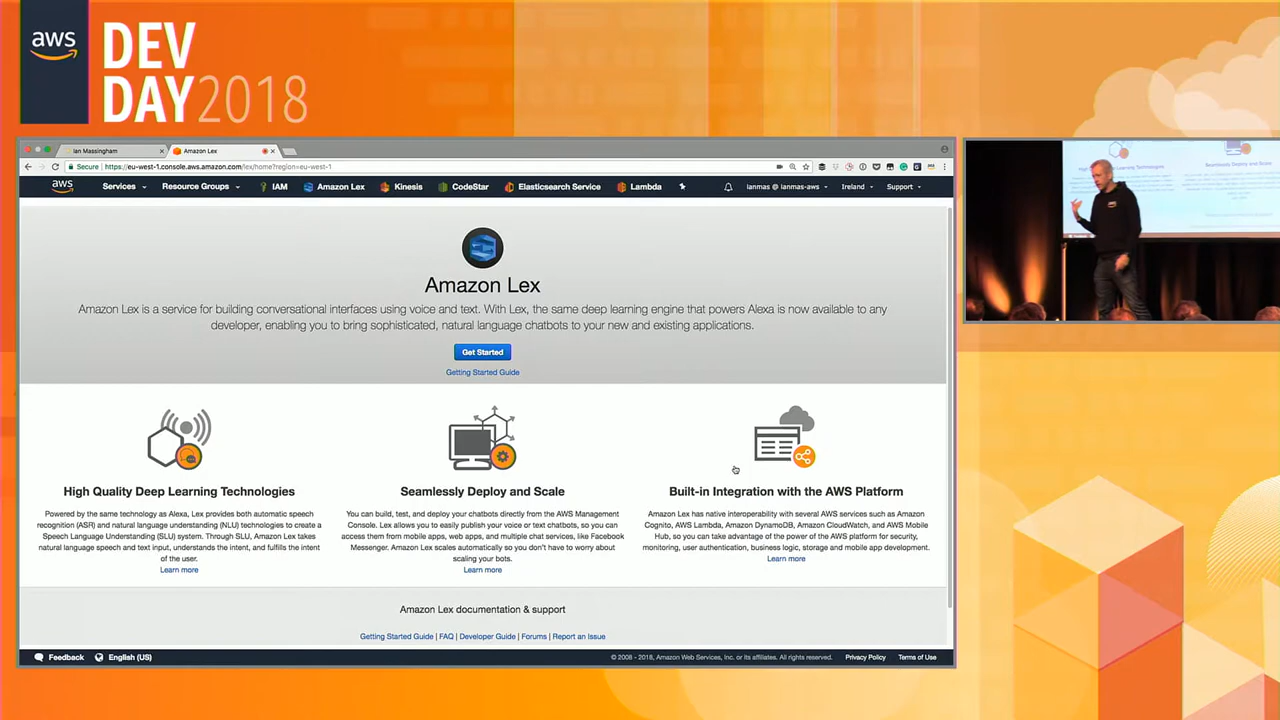 aws
DEV
DAY2018
Ian Massingham
Amazon Lex
Secure
https://eu-west-1.console.aws.amazon.com/lex/home?region=eu-west-1
aws
Services
Resource Groups
IAM
Amazon Lex
Kinesis
CodeStar
Elasticsearch Service
Lambda
ianmas @ ianmas-aws
Ireland
Support
Amazon Lex
Amazon Lex is a service for building conversational interfaces using voice and text. With Lex, the same deep learning engine that powers Alexa is now available to any
developer, enabling you to bring sophisticated, natural language chatbots to your new and existing applications.
Get Started
Getting Started Guide
High Quality Deep Learning Technologies
Powered by the same technology as Alexa, Lex provides both automatic speech
recognition (ASR) and natural language understanding (NLU) technologies to create a
Speech Language Understanding (SLU) system. Through SLU, Amazon Lex takes
natural language speech and text input, understands the intent, and fulfills the intent
of the user.
Learn more
Seamlessly Deploy and Scale
You can build, test, and deploy your chatbots directly from the AWS Management
Console. Lex allows you to easily publish your voice or text chatbots, so you can
access them from mobile apps, web apps, and multiple chat services, like Facebook
Messenger. Amazon Lex scales automatically so you don't have to worry about
scaling your bots.
Learn more
Built-in Integration with the AWS Platform
Amazon Lex has native interoperability with several AWS services such as Amazon
Cognito, AWS Lambda, Amazon DynamoDB, Amazon CloudWatch, and AWS Mobile
Hub, so you can take advantage of the power of the AWS platform for security,
monitoring, user authentication, business logic, storage and mobile app development.
Learn more
Amazon Lex documentation & support
Getting Started Guide | FAQ | Developer Guide | Forums | Report an Issue
Feedback
English (US)
© 2008 - 2018, Amazon Web Services, Inc. or its affiliates. All rights reserved.
Privacy Policy
Terms of Use
Seamlessly Deploy and Scale